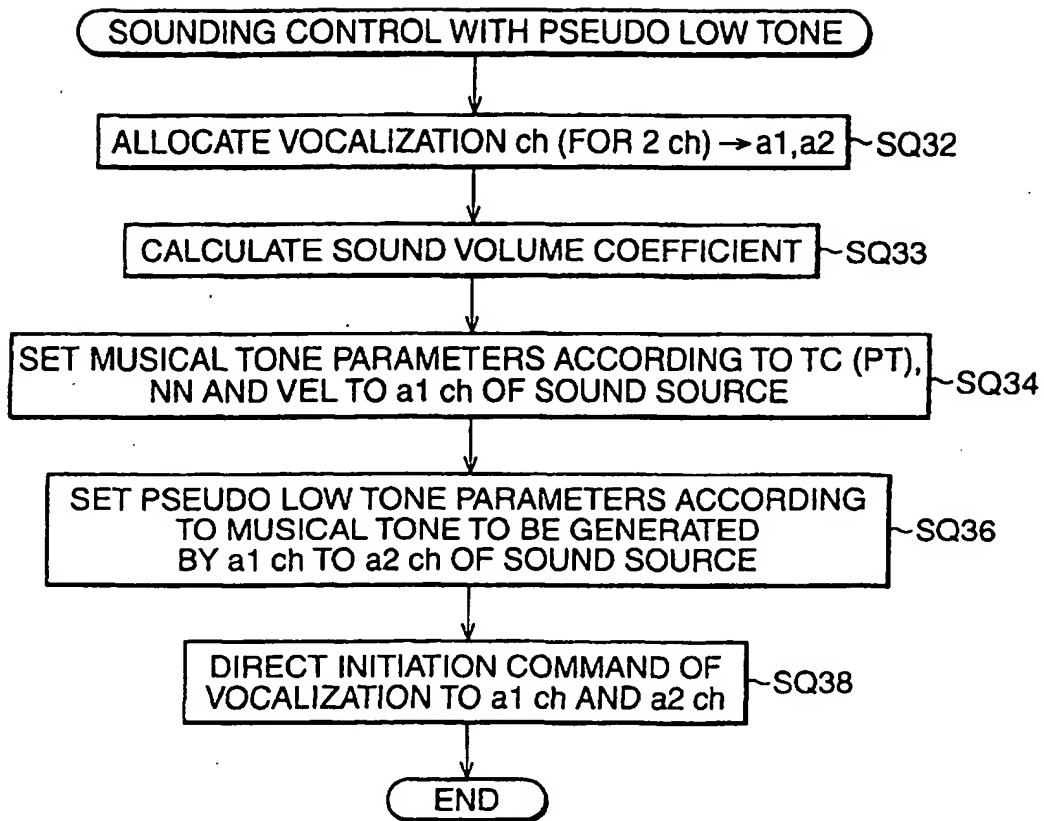 SOUNDING CONTROL WITH PSEUDO LOW TONE
ALLOCATE VOCALIZATION ch (FOR 2 ch) → a1,a2
SQ32
CALCULATE SOUND VOLUME COEFFICIENT
SQ33
SET MUSICAL TONE PARAMETERS ACCORDING TO TC (PT),
NN AND VEL TO a1 ch OF SOUND SOURCE
SQ34
SET PSEUDO LOW TONE PARAMETERS ACCORDING
TO MUSICAL TONE TO BE GENERATED
BY a1 ch TO a2 ch OF SOUND SOURCE
SQ36
DIRECT INITIATION COMMAND OF
VOCALIZATION TO a1 ch AND a2 ch
SQ38
END